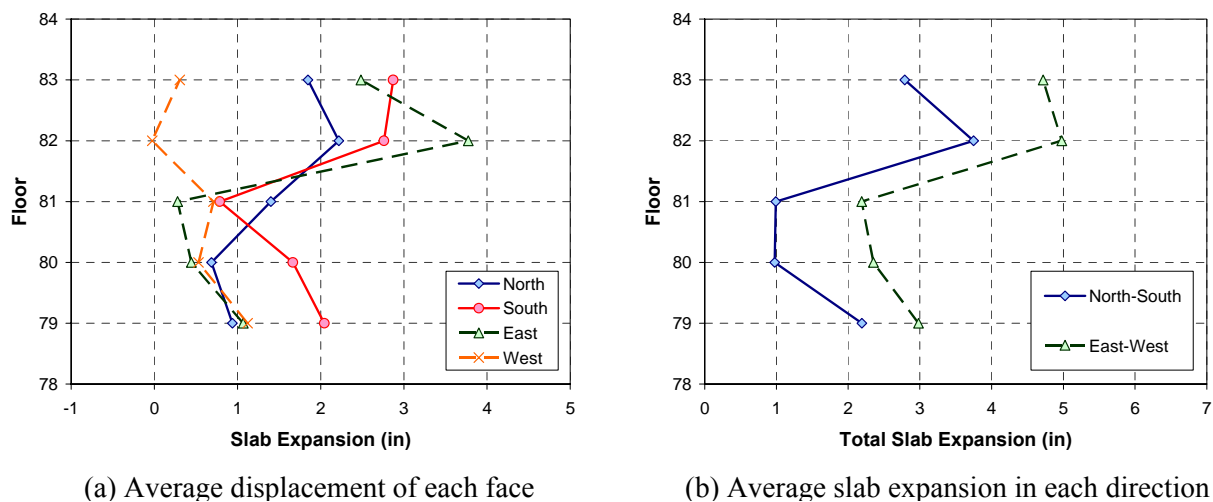 84
83
82
81
80
79
78
Floor
-1 0 1 2 3 4 5
Slab Expansion (in)
North
South
East
West
(a) Average displacement of each face
84
83
82
81
80
79
78
Floor
0 1 2 3 4 5 6 7
Total Slab Expansion (in)
North-South
East-West
(b) Average slab expansion in each direction